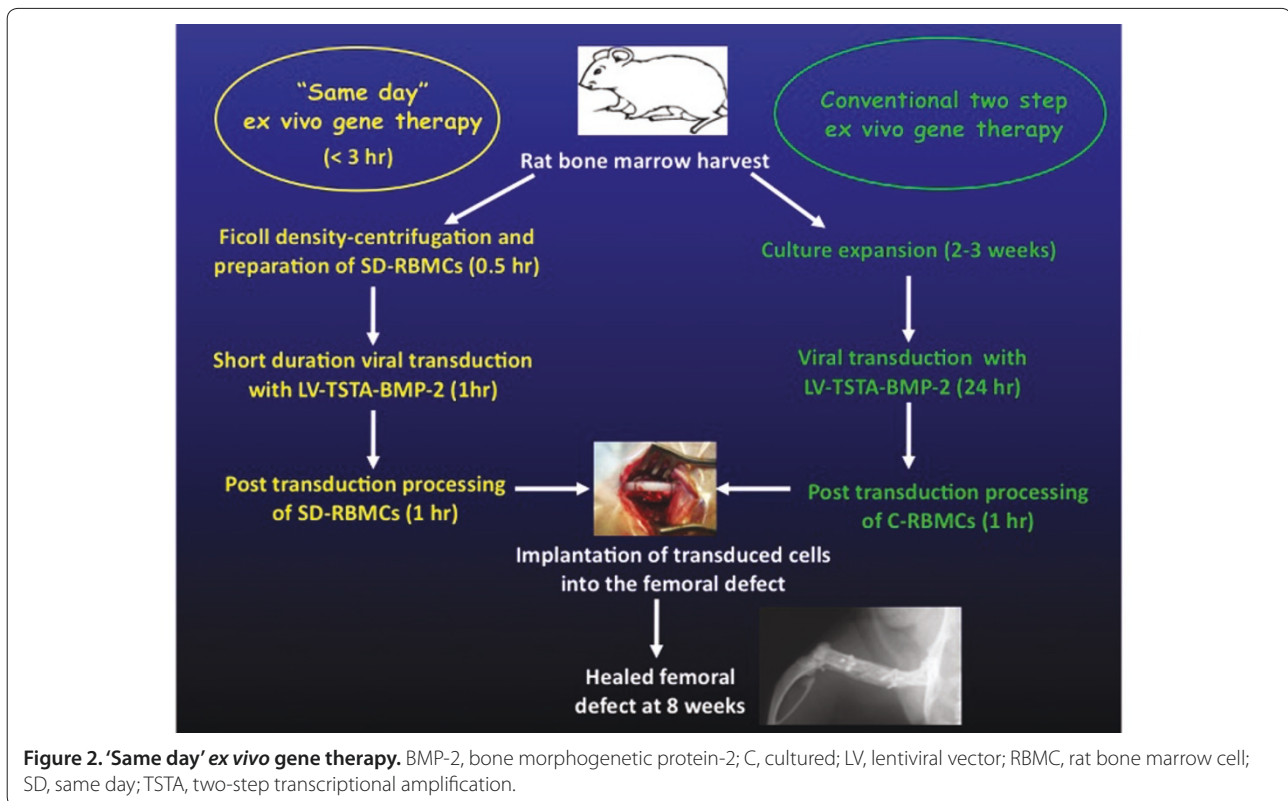 "Same day"
ex vivo gene therapy
(< 3 hr)
Conventional two step
ex vivo gene therapy
Rat bone marrow harvest
Ficoll density-centrifugation and
preparation of SD-RBMCs (0.5 hr)
Culture expansion (2-3 weeks)
Short duration viral transduction
with LV-TSTA-BMP-2 (1hr)
Viral transduction with
LV-TSTA-BMP-2 (24 hr)
Post transduction processing
of SD-RBMCs (1 hr)
Post transduction processing
of C-RBMCs (1 hr)
Implantation of transduced cells
into the femoral defect
Healed femoral
defect at 8 weeks
Figure 2. ‘Same day’ ex vivo gene therapy. BMP-2, bone morphogenetic protein-2; C, cultured; LV, lentiviral vector; RBMC, rat bone marrow cell;
SD, same day; TSTA, two-step transcriptional amplification.